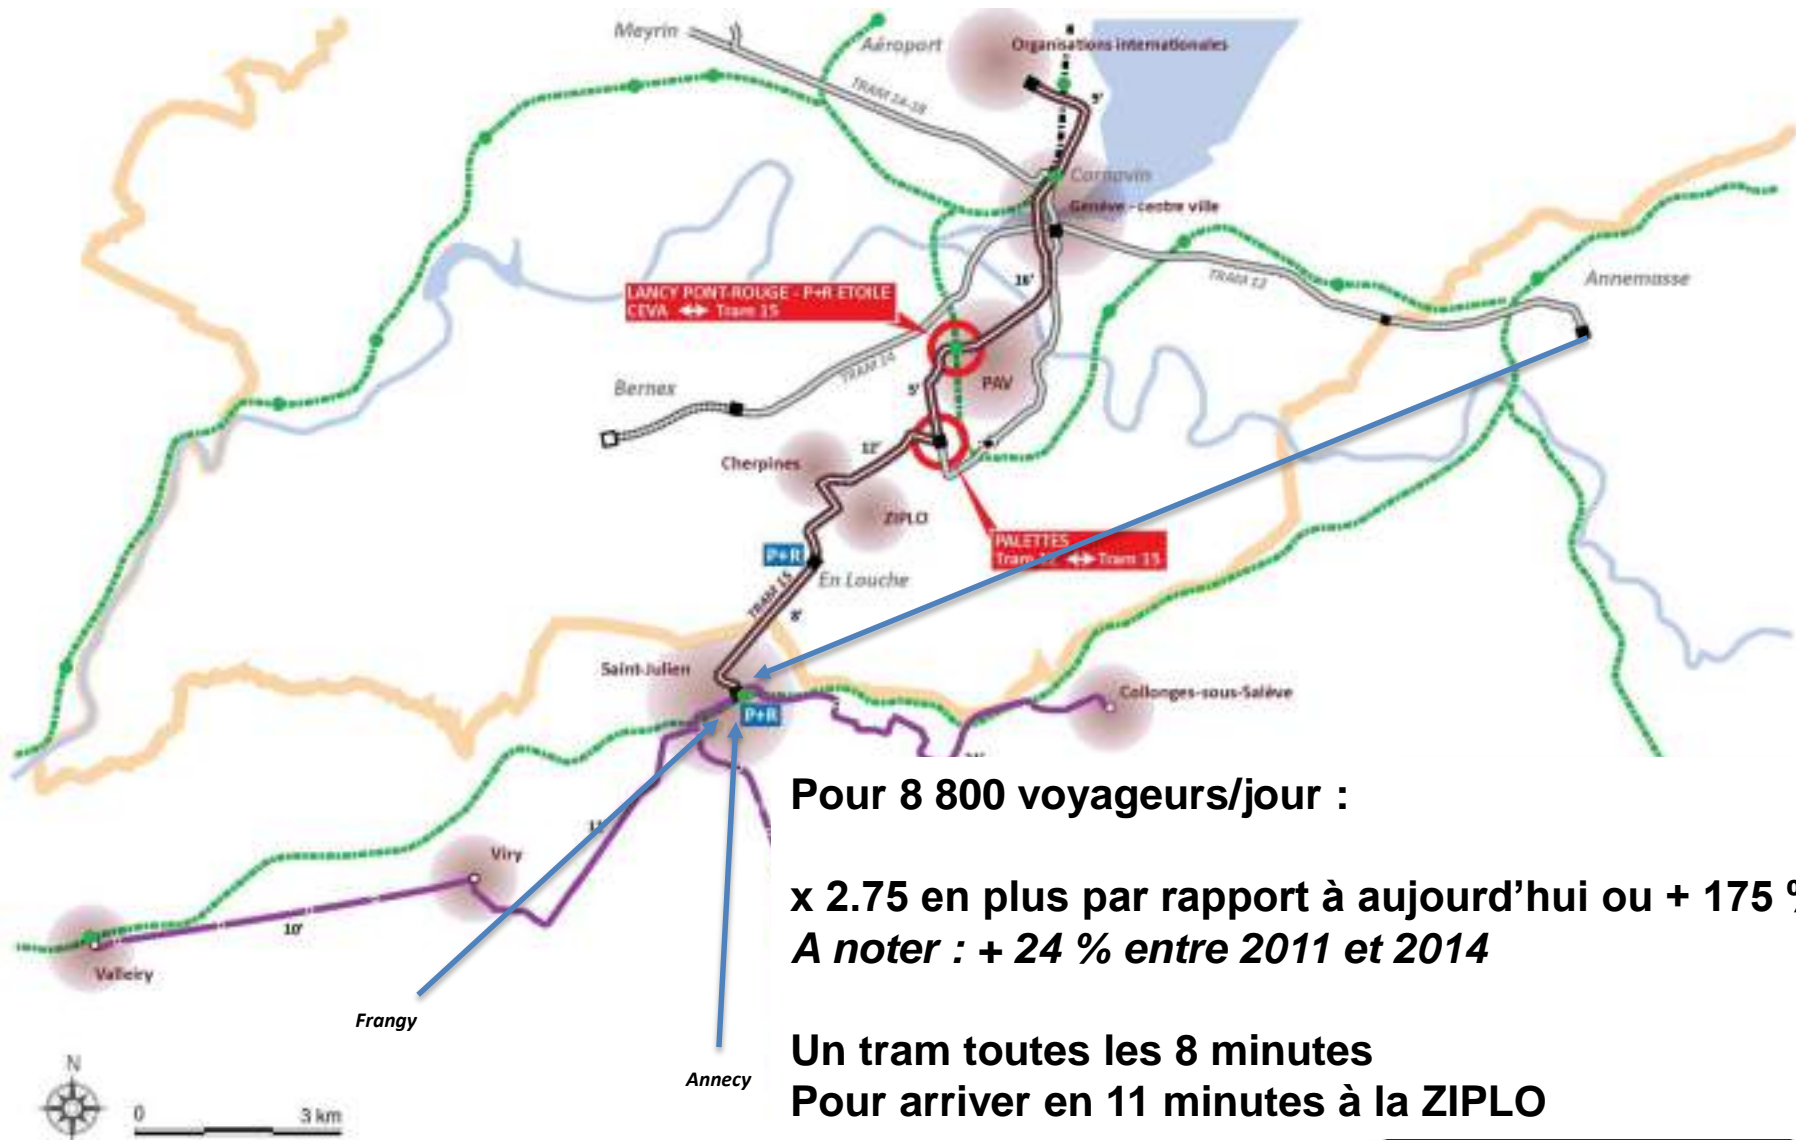 Meyrin
Aéroport
Organisations internationales
TRAM 14-18
9'
Cornavin
Genève - centre ville
16'
TRAM 12
Annemasse
LANCY PONT-ROUGE - P+R ETOILE
CEVA ↔ Tram 15
TRAM 14
PAV
5'
Bernex
12'
Cherpines
ZIPLO
PALETTES
Tram ↔ Tram 15
P+R
En Louche
TRAM 15
8'
Saint-Julien
Collonges-sous-Salève
P+R
Viry
10'
Valleiry
Frangy
Annecy
N
0 3 km
Pour 8 800 voyageurs/jour :
x 2.75 en plus par rapport à aujourd’hui ou + 175 %
A noter : + 24 % entre 2011 et 2014
Un tram toutes les 8 minutes
Pour arriver en 11 minutes à la ZIPLO